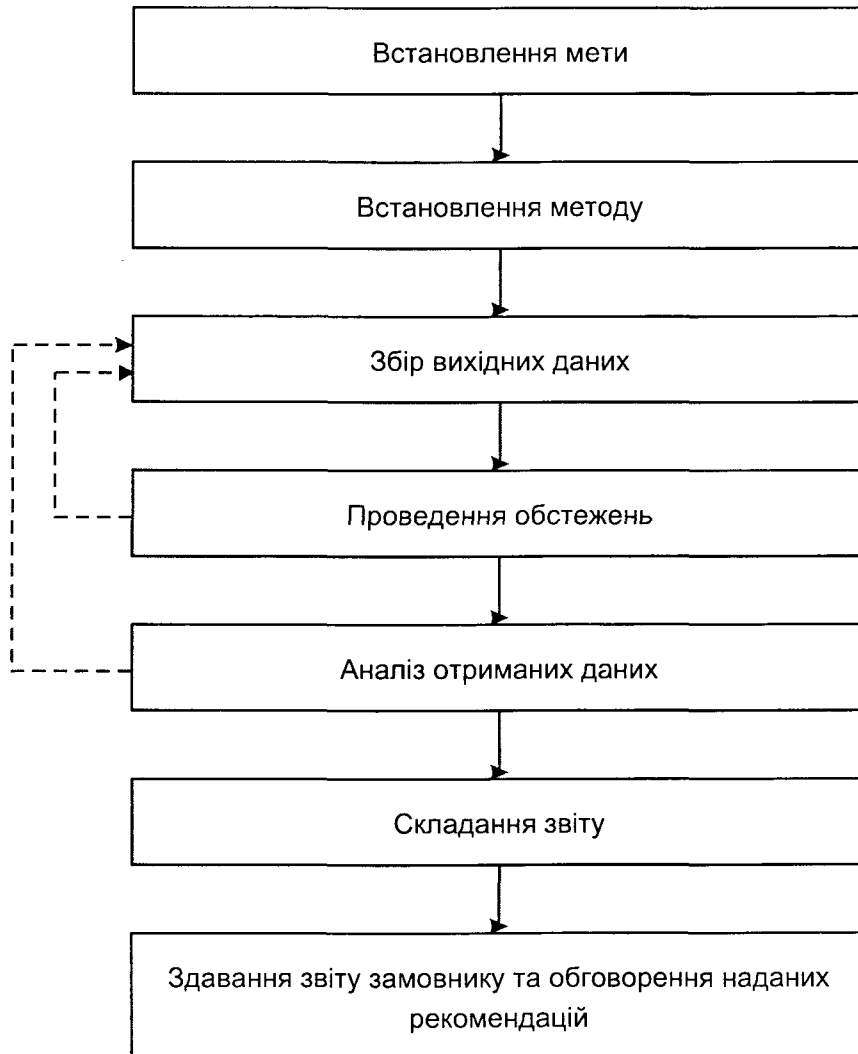 Встановлення мети
Встановлення методу
Збір вихідних даних
Проведення обстежень
Аналіз отриманих даних
Складання звіту
Здавання звіту замовнику та обговорення наданих
рекомендацій